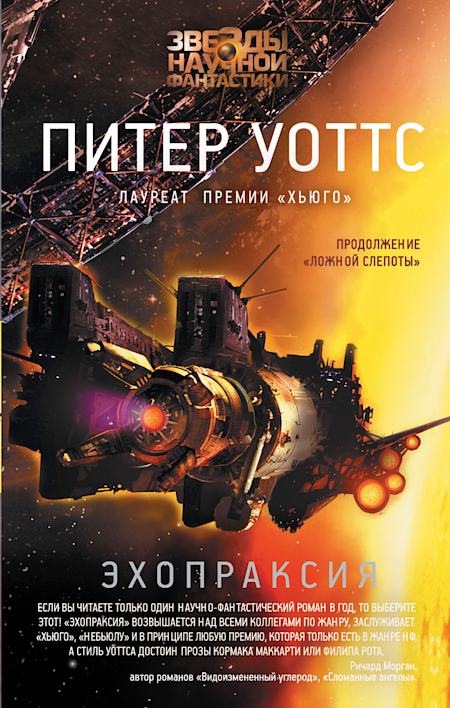 ЗВЕЗДЫ
НАУЧНОЙ
ФАНТАСТИКИ
ПИТЕР УОТТС
ЛАУРЕАТ ПРЕМИИ «ХЬЮГО»
ПРОДОЛЖЕНИЕ
«ЛОЖНОЙ СЛЕПОТЫ»
ЭХОПРАКСИЯ
ЕСЛИ ВЫ ЧИТАЕТЕ ТОЛЬКО ОДИН НАУЧНО-ФАНТАСТИЧЕСКИЙ РОМАН В ГОД, ТО ВЫБЕРИТЕ
ЭТОТ! «ЭХОПРАКСИЯ» ВОЗВЫШАЕТСЯ НАД ВСЕМИ КОЛЛЕГАМИ ПО ЖАНРУ, ЗАСЛУЖИВАЕТ
«ХЬЮГО», «НЕБЬЮЛУ» И В ПРИНЦИПЕ ЛЮБУЮ ПРЕМИЮ, КОТОРАЯ ТОЛЬКО ЕСТЬ В ЖАНРЕ НФ,
А СТИЛЬ УОТТСА ДОСТОИН ПРОЗЫ КОРМАКА МАККАРТИ ИЛИ ФИЛИПА РОТА.
Ричард Морган,
автор романов «Видоизмененный углерод», «Сломанные ангелы».